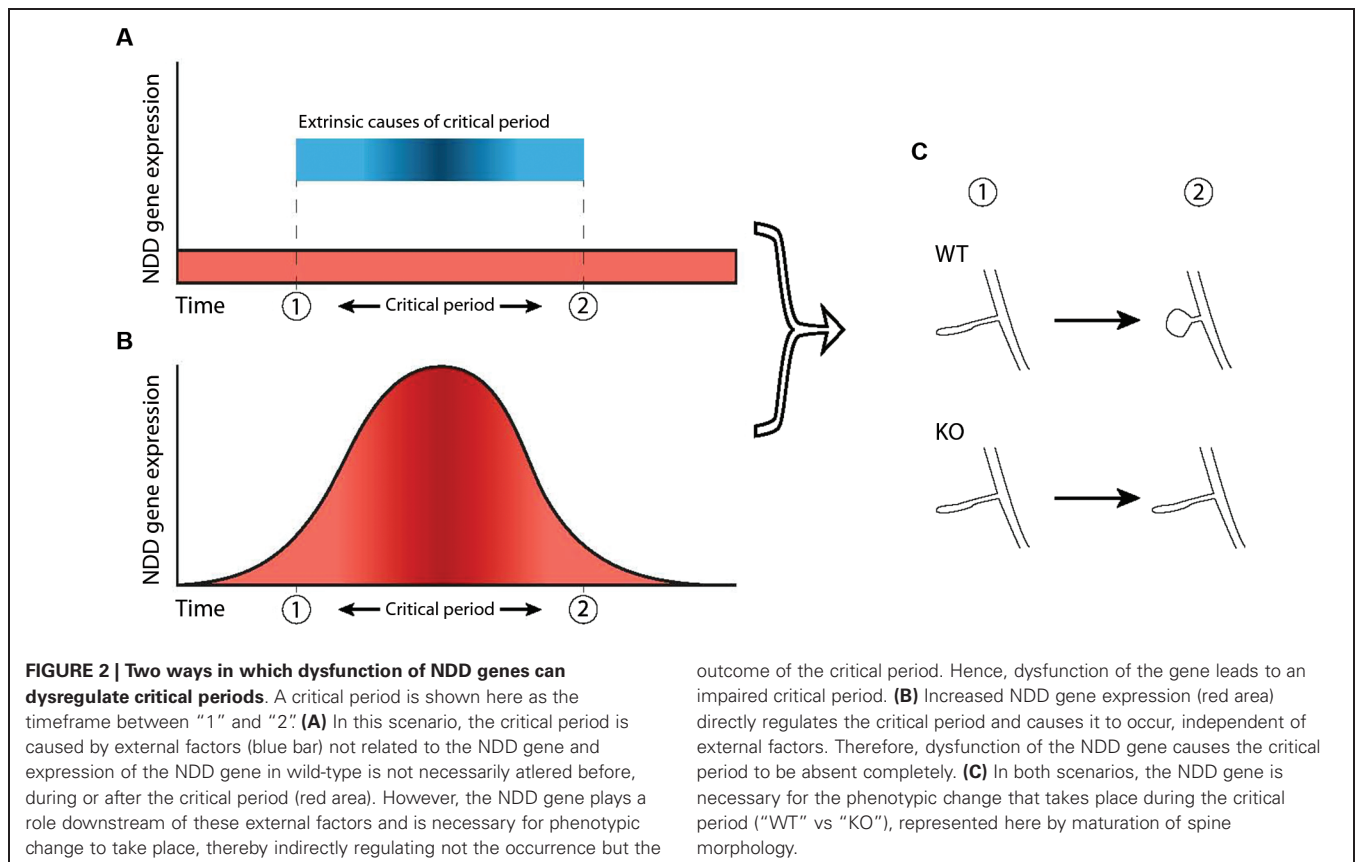 A
NDD gene expression
Extrinsic causes of critical period
Time
1
Critical period
2
B
NDD gene expression
Time
1
Critical period
2
C
1
2
WT
KO
FIGURE 2 | Two ways in which dysfunction of NDD genes can
dysregulate critical periods. A critical period is shown here as the
timeframe between “1” and “2”. (A) In this scenario, the critical period is
caused by external factors (blue bar) not related to the NDD gene and
expression of the NDD gene in wild-type is not necessarily atlered before,
during or after the critical period (red area). However, the NDD gene plays a
role downstream of these external factors and is necessary for phenotypic
change to take place, thereby indirectly regulating not the occurrence but the
outcome of the critical period. Hence, dysfunction of the gene leads to an
impaired critical period. (B) Increased NDD gene expression (red area)
directly regulates the critical period and causes it to occur, independent of
external factors. Therefore, dysfunction of the NDD gene causes the critical
period to be absent completely. (C) In both scenarios, the NDD gene is
necessary for the phenotypic change that takes place during the critical
period (“WT” vs “KO”), represented here by maturation of spine
morphology.